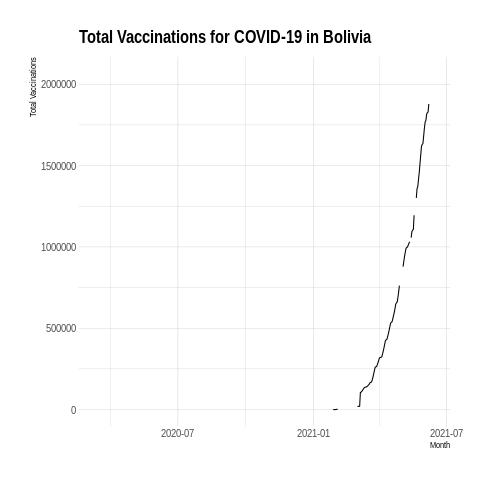 Total Vaccinations for COVID-19 in Bolivia
Total Vaccinations
2000000
1500000
1000000
500000
0
2020-07
2021-01
2021-07
Month